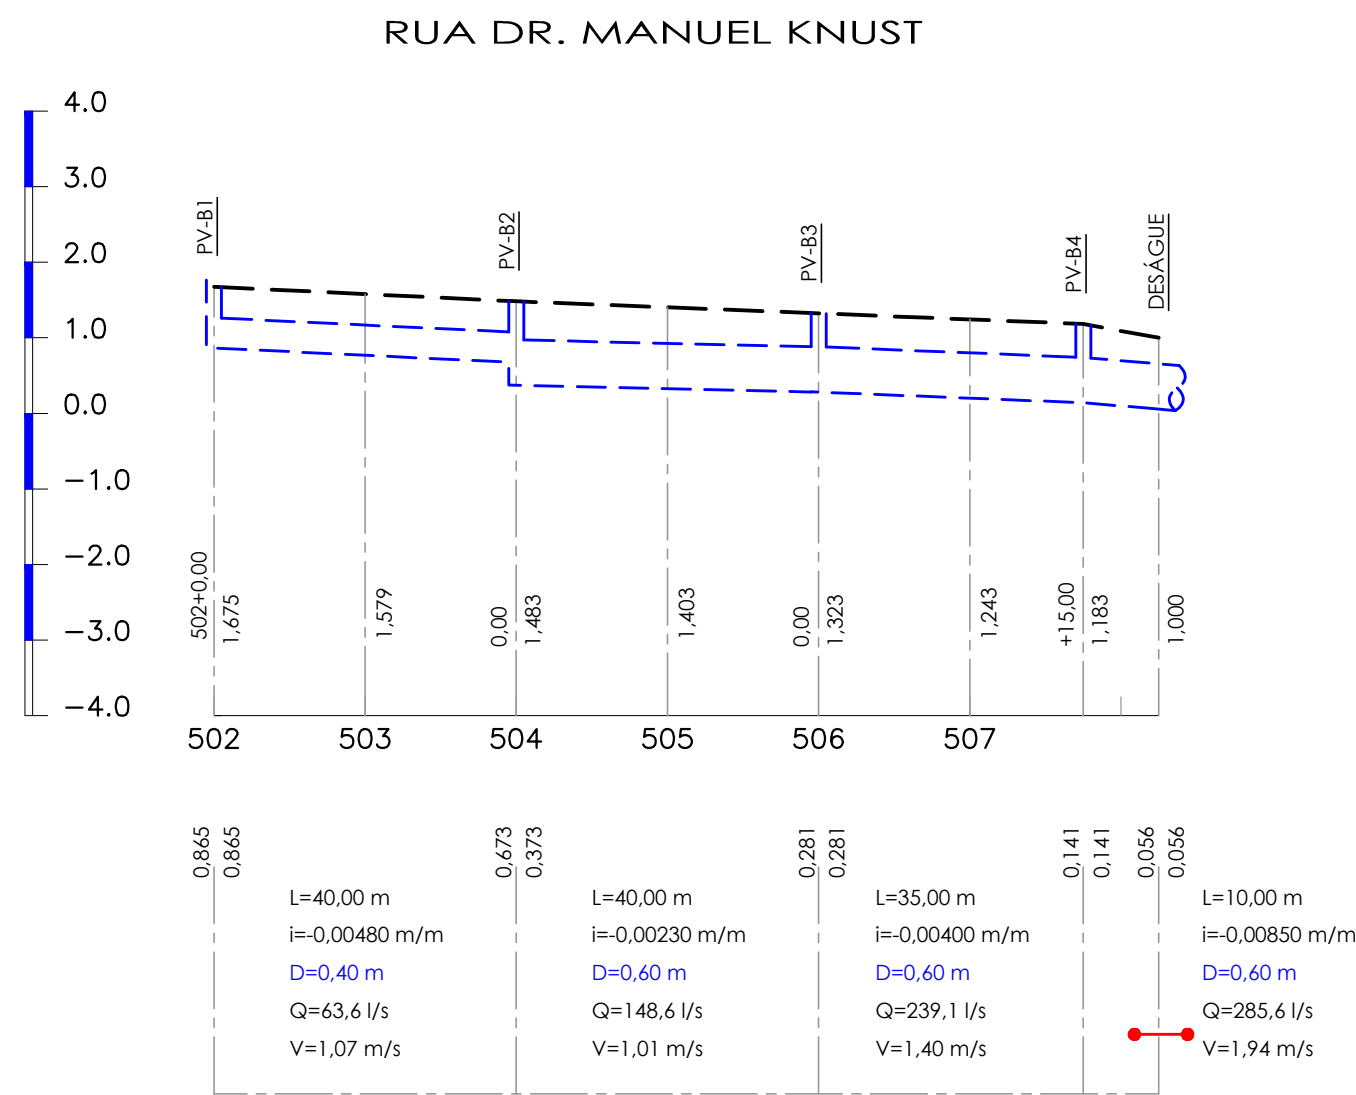 RUA DR. MANUEL KNUST
4.0
3.0
2.0
1.0
0.0
−1.0
−2.0
−3.0
−4.0
PV-B1
PV-B2
PV-B3
PV-B4
DESÁGUE
502+0,00
1,675
1,579
0,00
1,483
1,403
0,00
1,323
1,243
+15,00
1,183
1,000
502
503
504
505
506
507
0,865
0,865
0,673
0,373
0,281
0,281
0,141
0,141
0,056
0,056
L=40,00 m
i=-0,00480 m/m
D=0,40 m
Q=63,6 l/s
V=1,07 m/s
L=40,00 m
i=-0,00230 m/m
D=0,60 m
Q=148,6 l/s
V=1,01 m/s
L=35,00 m
i=-0,00400 m/m
D=0,60 m
Q=239,1 l/s
V=1,40 m/s
L=10,00 m
i=-0,00850 m/m
D=0,60 m
Q=285,6 l/s
V=1,94 m/s